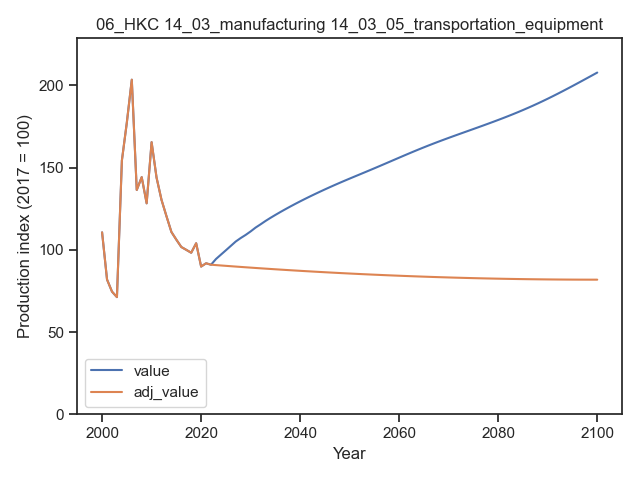 06_HKC 14_03_manufacturing 14_03_05_transportation_equipment
Production index (2017 = 100)
200
150
100
50
0
value
adj_value
2000 2020 2040 2060 2080 2100
Year